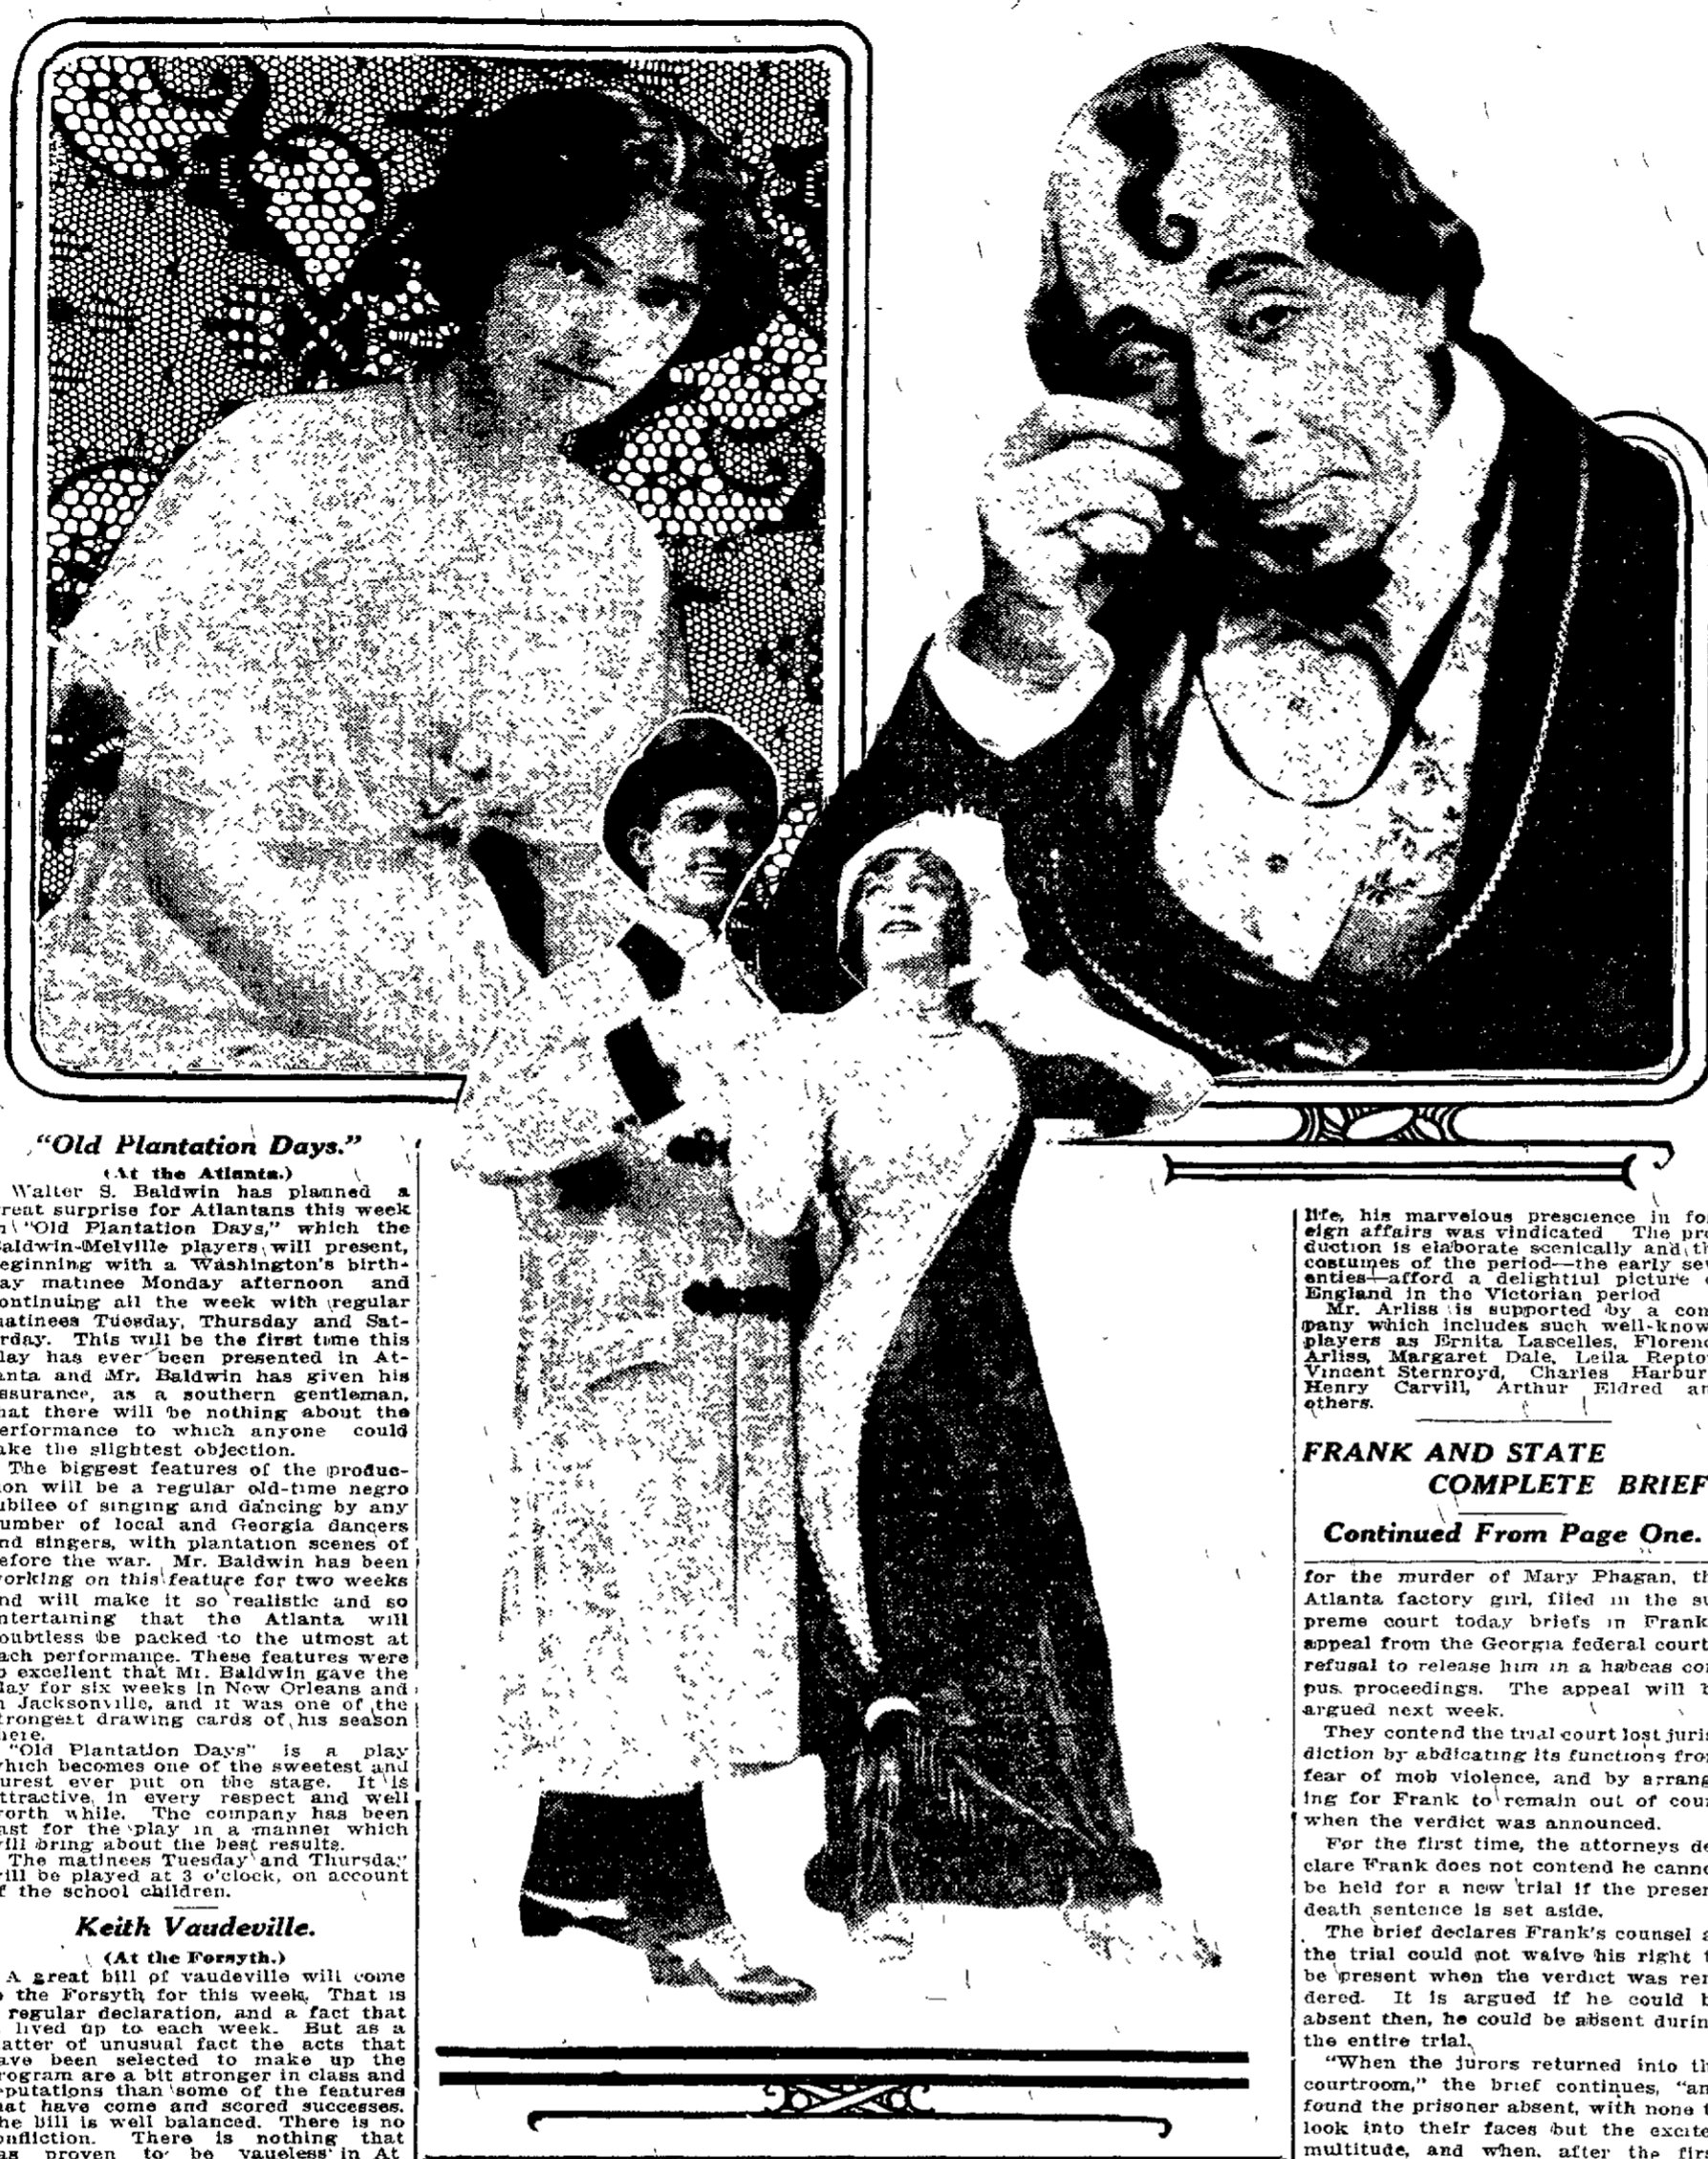 "Old Plantation Days."
(At the Atlanta.)
Walter S. Baldwin has planned a
reat surprise for Atlantans this week
n "Old Plantation Days," which the
aldwin-Melville players will present,
eginning with a Washington's birth-
ay matinee Monday afternoon and
ontinuing all the week with regular
atinees Tuesday, Thursday and Sat-
rday. This will be the first time this
lay has ever been presented in At-
anta and Mr. Baldwin has given his
ssurance, as a southern gentleman,
hat there will be nothing about the
erformance to which anyone could
ake the slightest objection.
The biggest features of the produc-
ion will be a regular old-time negro
ubilee of singing and dancing by any
umber of local and Georgia dancers
nd singers, with plantation scenes of
efore the war. Mr. Baldwin has been
orking on this feature for two weeks
nd will make it so realistic and so
ntertaining that the Atlanta will
oubtless be packed to the utmost at
ach performance. These features were
o excellent that Mr. Baldwin gave the
lay for six weeks in New Orleans and
n Jacksonville, and it was one of the
trongest drawing cards of his season
here.
"Old Plantation Days" is a play
which becomes one of the sweetest and
urest ever put on the stage. It is
ttractive in every respect and well
orth while. The company has been
ast for the play in a manner which
vill bring about the best results.
The matinees Tuesday and Thursday
vill be played at 3 o'clock, on account
f the school children.
Keith Vaudeville.
(At the Forsyth.)
A great bill of vaudeville will come
o the Forsyth for this week. That is
regular declaration, and a fact that
lived up to each week. But as a
atter of unusual fact the acts that
ave been selected to make up the
rogram are a bit stronger in class and
eputations than some of the features
hat have come and scored successes.
he bill is well balanced. There is no
onfliction. There is nothing that
as proven to be vaueless in At
life, his marvelous prescience in for
eign affairs was vindicated The pro
duction is elaborate scenically and th
costumes of the period—the early sev
enties—afford a delightful picture o
England in the Victorian period
Mr. Arliss is supported by a com
pany which includes such well-know
players as Ernita Lascelles, Florenc
Arliss, Margaret Dale, Leila Repto
Vincent Sternroyd, Charles Harbur
Henry Carvill, Arthur Eldred an
others.
FRANK AND STATE
COMPLETE BRIEF
Continued From Page One.
for the murder of Mary Phagan, th
Atlanta factory girl, filed in the su
preme court today briefs in Frank
appeal from the Georgia federal court
refusal to release him in a habeas cor
pus. proceedings. The appeal will b
argued next week.
They contend the trial court lost juris
diction by abdicating its functions from
fear of mob violence, and by arrang
ing for Frank to remain out of cour
when the verdict was announced.
For the first time, the attorneys de
clare Frank does not contend he canno
be held for a new trial if the presen
death sentence is set aside.
The brief declares Frank's counsel a
the trial could not waive his right t
be present when the verdict was ren
dered. It is argued if he could b
absent then, he could be absent durin
the entire trial.
"When the jurors returned into th
courtroom," the brief continues, "an
found the prisoner absent, with none t
look into their faces but the excite
multitude, and when, after the firs